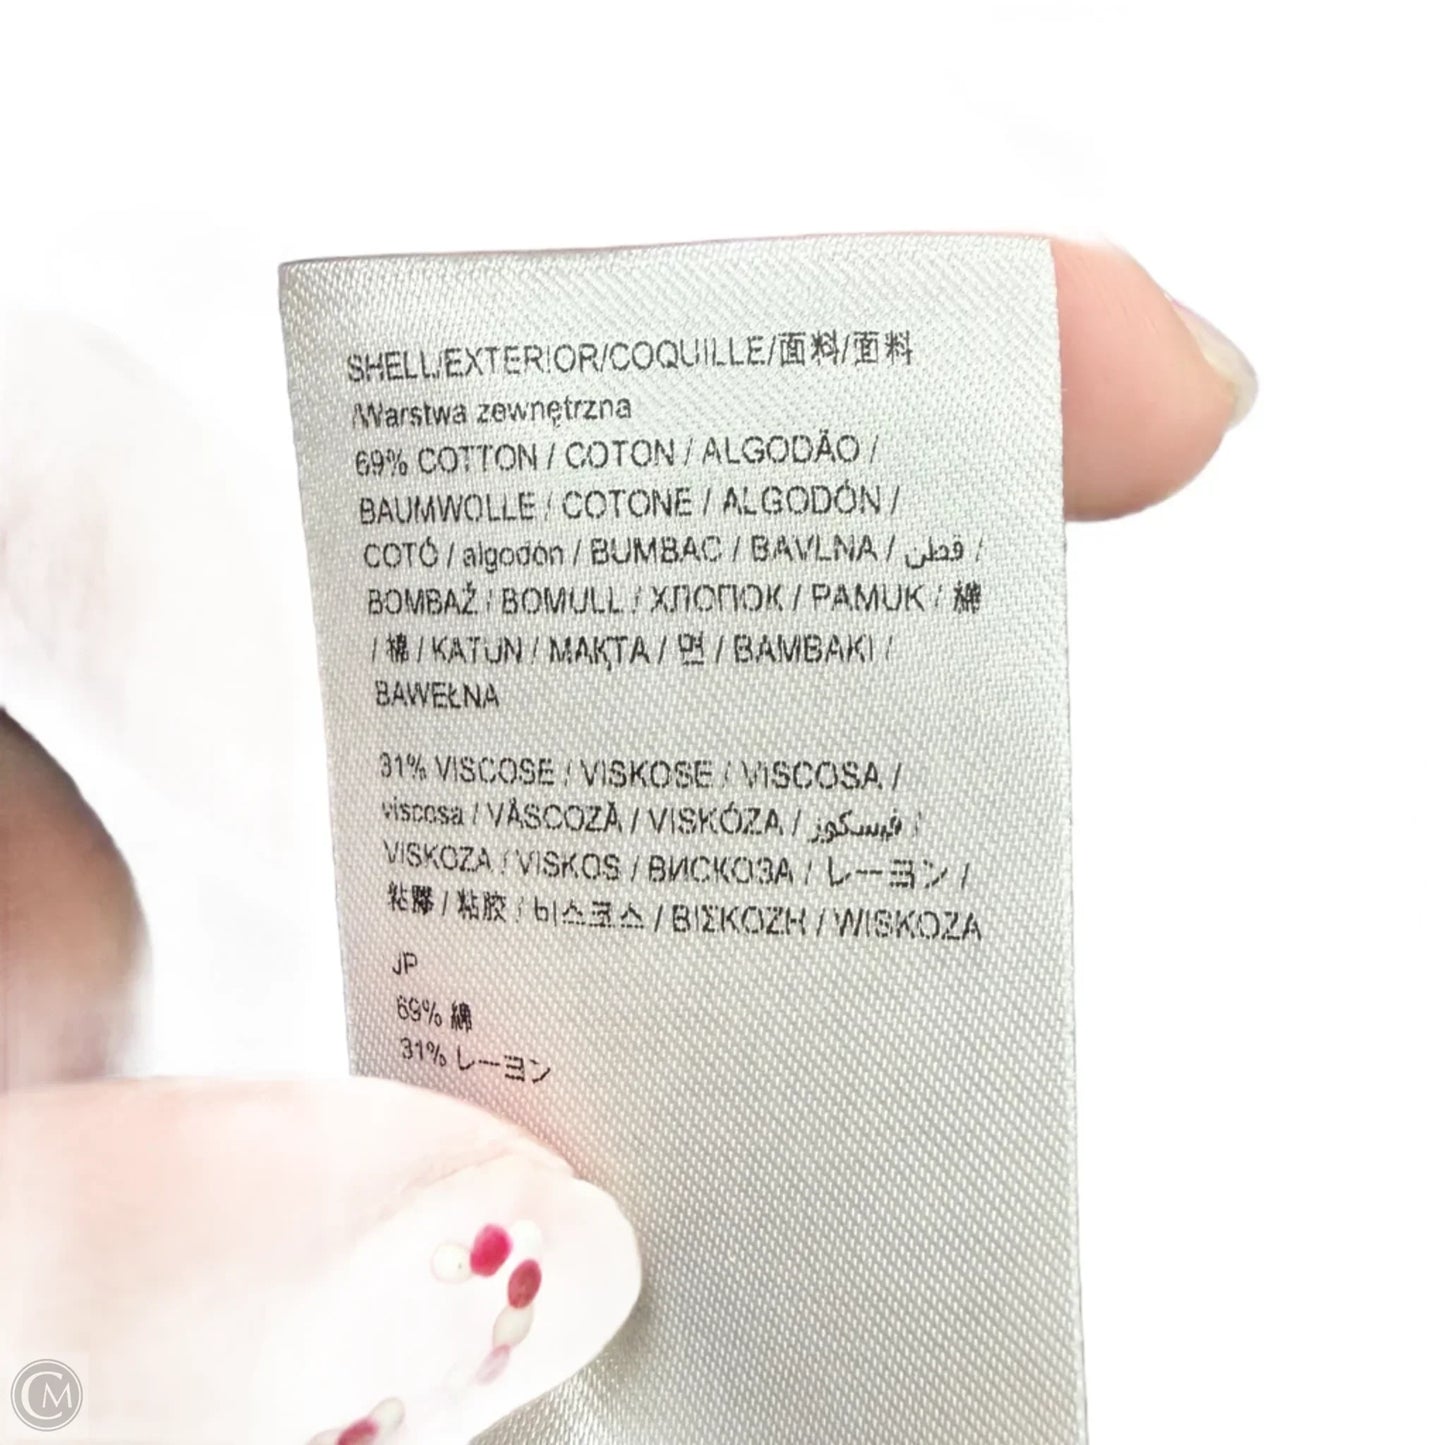 SHELL/EXTERIOR/COQUILLE/面料/面料
/Warstwa zewnętrzna
69% COTTON / COTON / ALGODÃO /
BAUMWOLLE / COTONE / ALGODÓN /
COTÓ / algodón / BUMBAC / BAVLNA / قطن /
BOMBAŽ / BOMULL / ХЛОПОК / PAMUK / 綿
/ 棉 / KATUN / МАҚТА / 면 / BAMBAKI /
BAWEŁNA
31% VISCOSE / VISKOSE / VISCOSA /
viscosa / VÂSCOZĂ / VISKÓZA / فيسكوز /
VISKOZA / VISKOS / ВИСКОЗА / レーヨン /
粘膠 / 粘胶 / 비스코스 / ΒΙΣΚΟΖΗ / WISKOZA
JP
69% 綿
31% レーヨン
CM